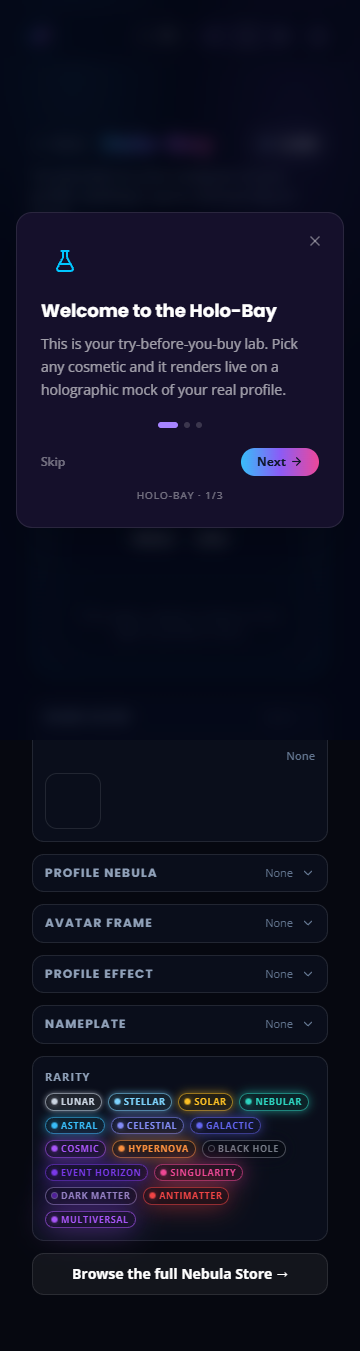 Welcome to the Holo-Bay
This is your try-before-you-buy lab. Pick
any cosmetic and it renders live on a
holographic mock of your real profile.
Skip
Next →
HOLO-BAY · 1/3
None
PROFILE NEBULA None
AVATAR FRAME None
PROFILE EFFECT None
NAMEPLATE None
RARITY
LUNAR STELLAR SOLAR NEBULAR
ASTRAL CELESTIAL GALACTIC
COSMIC HYPERNOVA BLACK HOLE
EVENT HORIZON SINGULARITY
DARK MATTER ANTIMATTER
MULTIVERSAL
Browse the full Nebula Store →